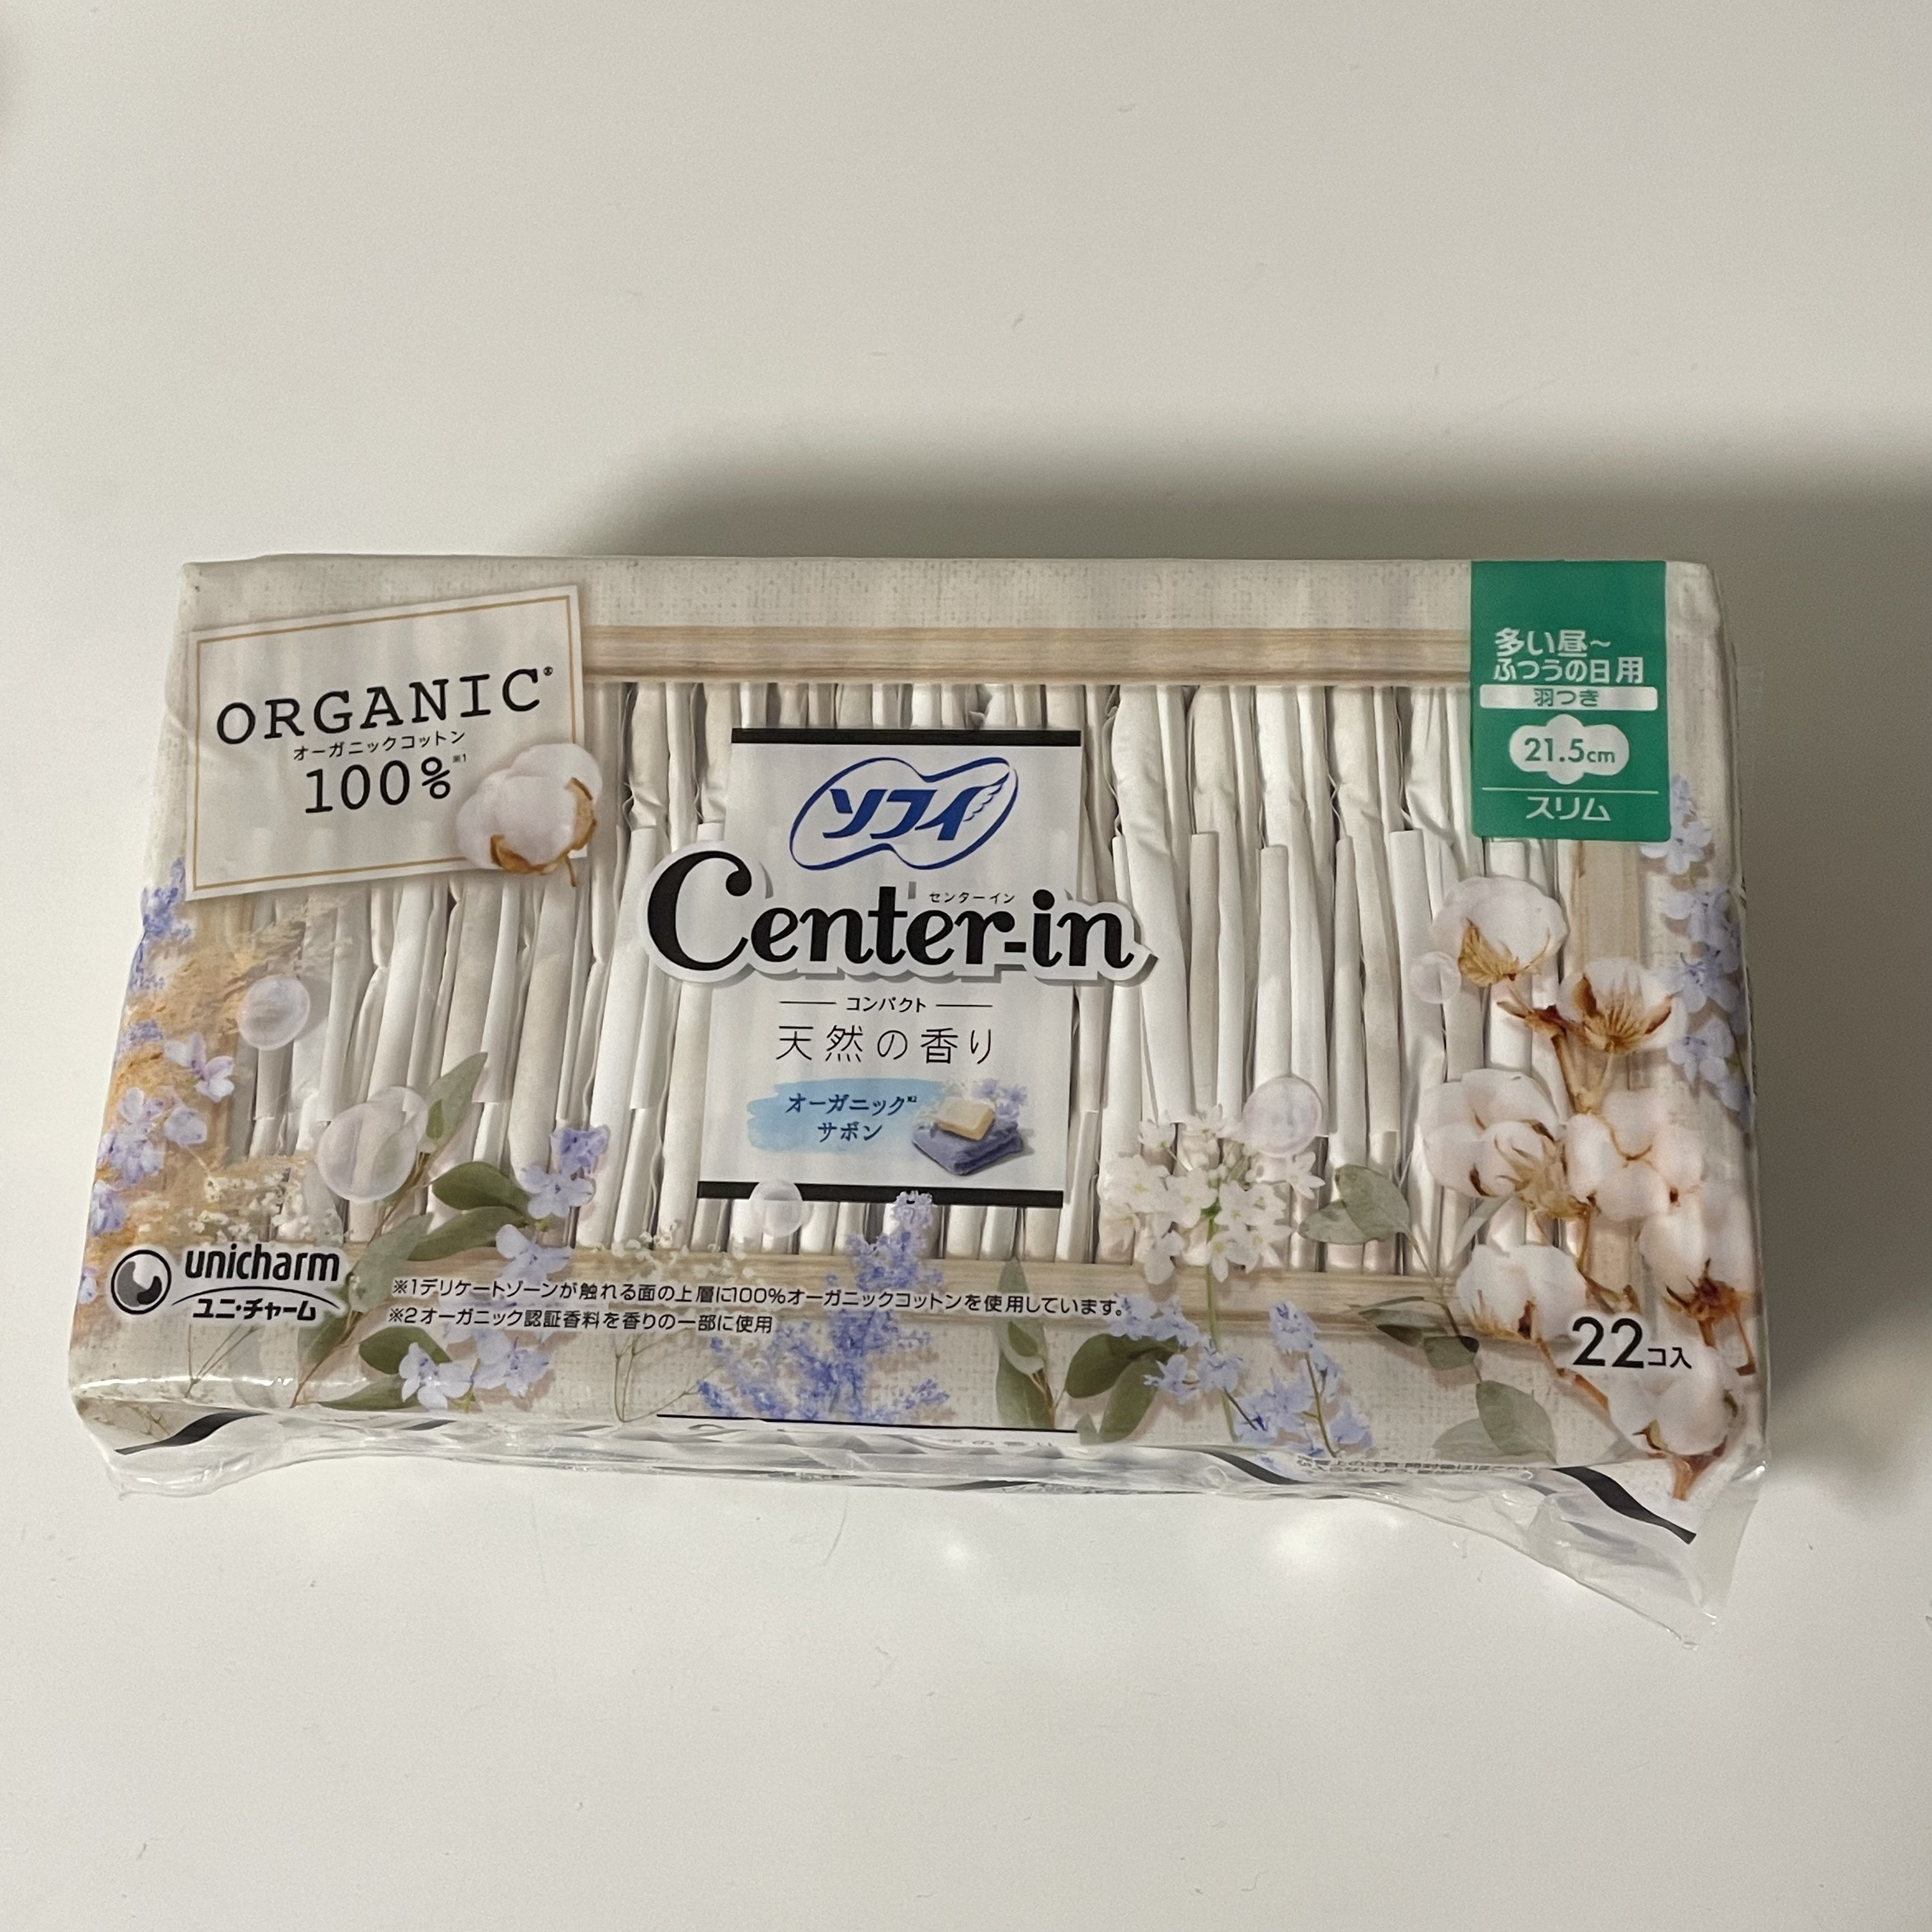 ORGANIC
オーガニックコットン
100%※1
多い昼~
ふつうの日用
羽つき
21.5cm
スリム
ソフィ
センターイン
Center-in
コンパクト
天然の香り
オーガニック※2
サボン
unicharm
ユニ・チャーム
※1デリケートゾーンが触れる面の上層に100%オーガニックコットンを使用しています。
※2オーガニック認証香料を香りの一部に使用
22コ入